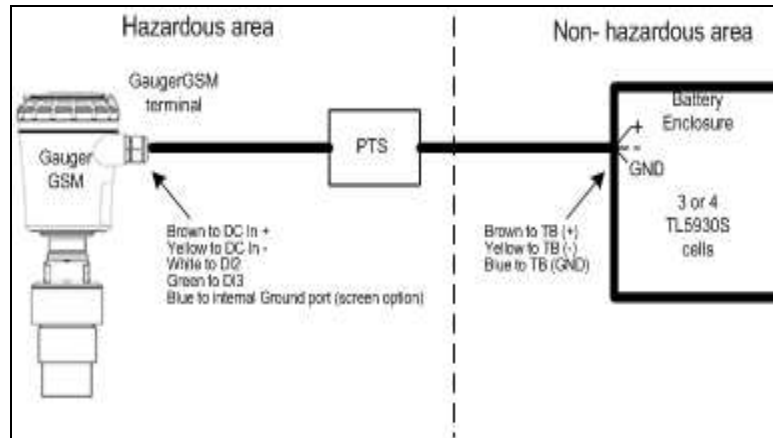 Hazardous area
Non- hazardous area
GaugerGSM
terminal
Gauger
GSM
PTS
Battery
Enclosure
+
--
GND
3 or 4
TL5930S
cells
Brown to DC In +
Yellow to DC In -
White to DI2
Green to DI3
Blue to internal Ground port (screen option)
Brown to TB (+)
Yellow to TB (-)
Blue to TB (GND)